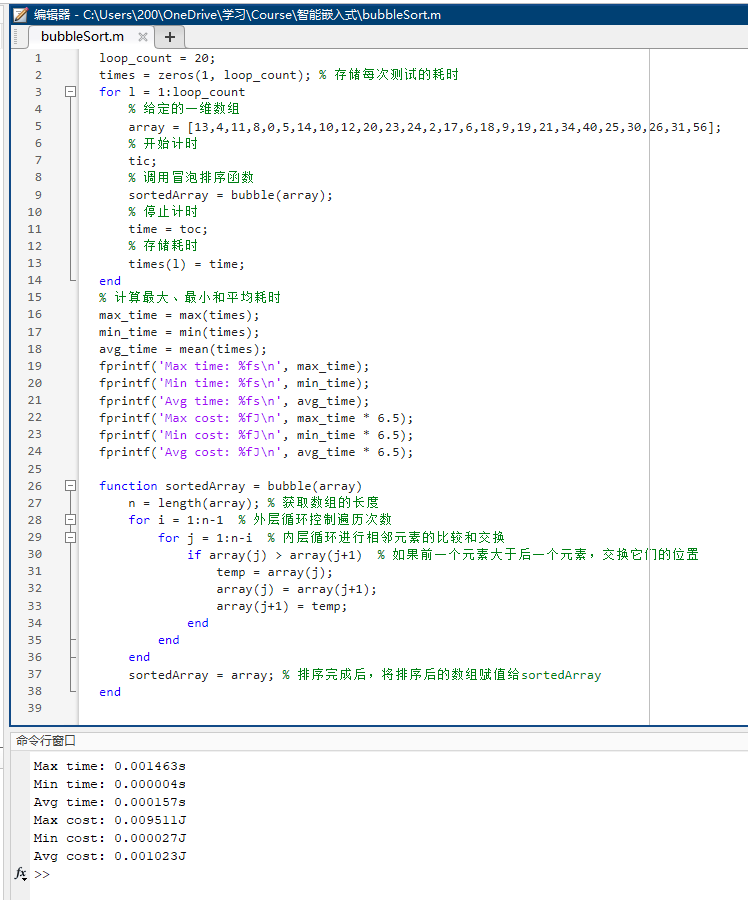 编辑器 - C:\Users\200\OneDrive\学习\Course\智能嵌入式\bubbleSort.m
bubbleSort.m × +
1 loop_count = 20;
2 times = zeros(1, loop_count); % 存储每次测试的耗时
3 for l = 1:loop_count
4 % 给定的一维数组
5 array = [13,4,11,8,0,5,14,10,12,20,23,24,2,17,6,18,9,19,21,34,40,25,30,26,31,56];
6 % 开始计时
7 tic;
8 % 调用冒泡排序函数
9 sortedArray = bubble(array);
10 % 停止计时
11 time = toc;
12 % 存储耗时
13 times(l) = time;
14 end
15 % 计算最大、最小和平均耗时
16 max_time = max(times);
17 min_time = min(times);
18 avg_time = mean(times);
19 fprintf('Max time: %fs\n', max_time);
20 fprintf('Min time: %fs\n', min_time);
21 fprintf('Avg time: %fs\n', avg_time);
22 fprintf('Max cost: %fJ\n', max_time * 6.5);
23 fprintf('Min cost: %fJ\n', min_time * 6.5);
24 fprintf('Avg cost: %fJ\n', avg_time * 6.5);
25
26 function sortedArray = bubble(array)
27 n = length(array); % 获取数组的长度
28 for i = 1:n-1 % 外层循环控制遍历次数
29 for j = 1:n-i % 内层循环进行相邻元素的比较和交换
30 if array(j) > array(j+1) % 如果前一个元素大于后一个元素，交换它们的位置
31 temp = array(j);
32 array(j) = array(j+1);
33 array(j+1) = temp;
34 end
35 end
36 end
37 sortedArray = array; % 排序完成后，将排序后的数组赋值给sortedArray
38 end
39
命令行窗口
Max time: 0.001463s
Min time: 0.000004s
Avg time: 0.000157s
Max cost: 0.009511J
Min cost: 0.000027J
Avg cost: 0.001023J
fx >>